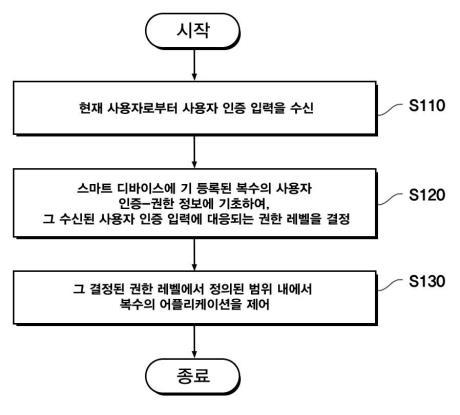 시작
현재 사용자로부터 사용자 인증 입력을 수신
S110
스마트 디바이스에 기 등록된 복수의 사용자
인증-권한 정보에 기초하여,
그 수신된 사용자 인증 입력에 대응되는 권한 레벨을 결정
S120
그 결정된 권한 레벨에서 정의된 범위 내에서
복수의 어플리케이션을 제어
S130
종료